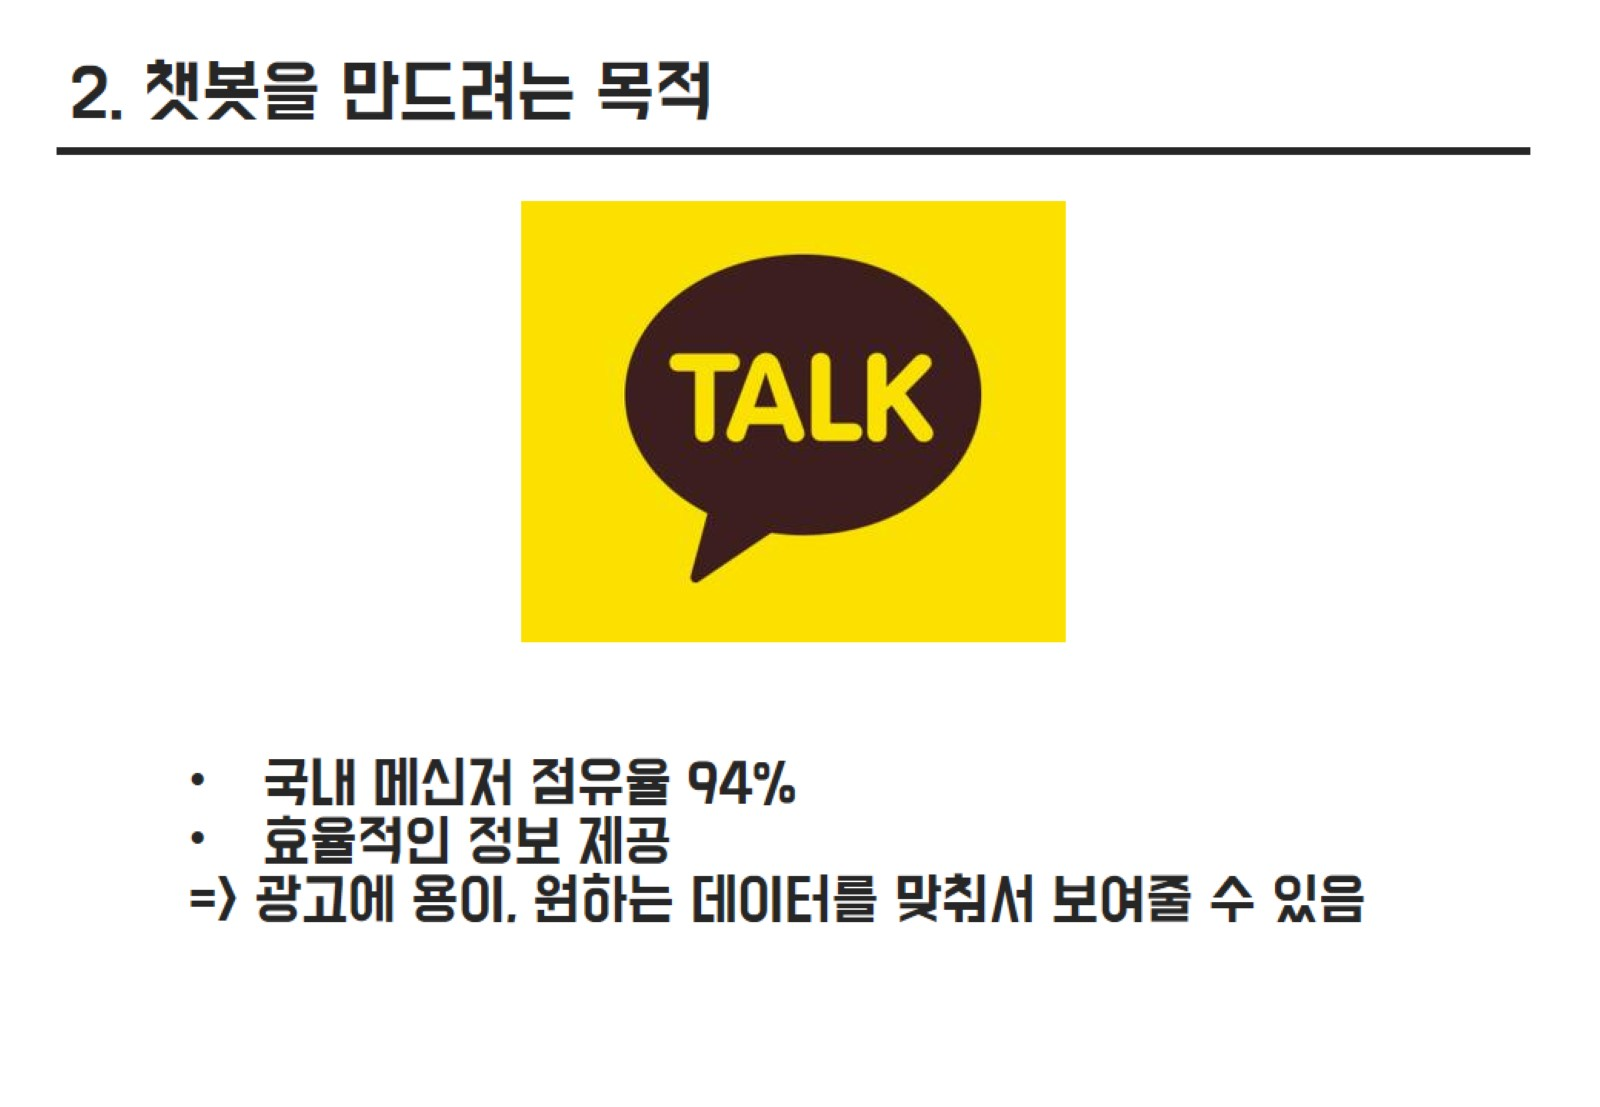 2. 챗봇을 만드려는 목적
TALK
• 국내 메신저 점유율 94%
• 효율적인 정보 제공
=> 광고에 용이, 원하는 데이터를 맞춰서 보여줄 수 있음